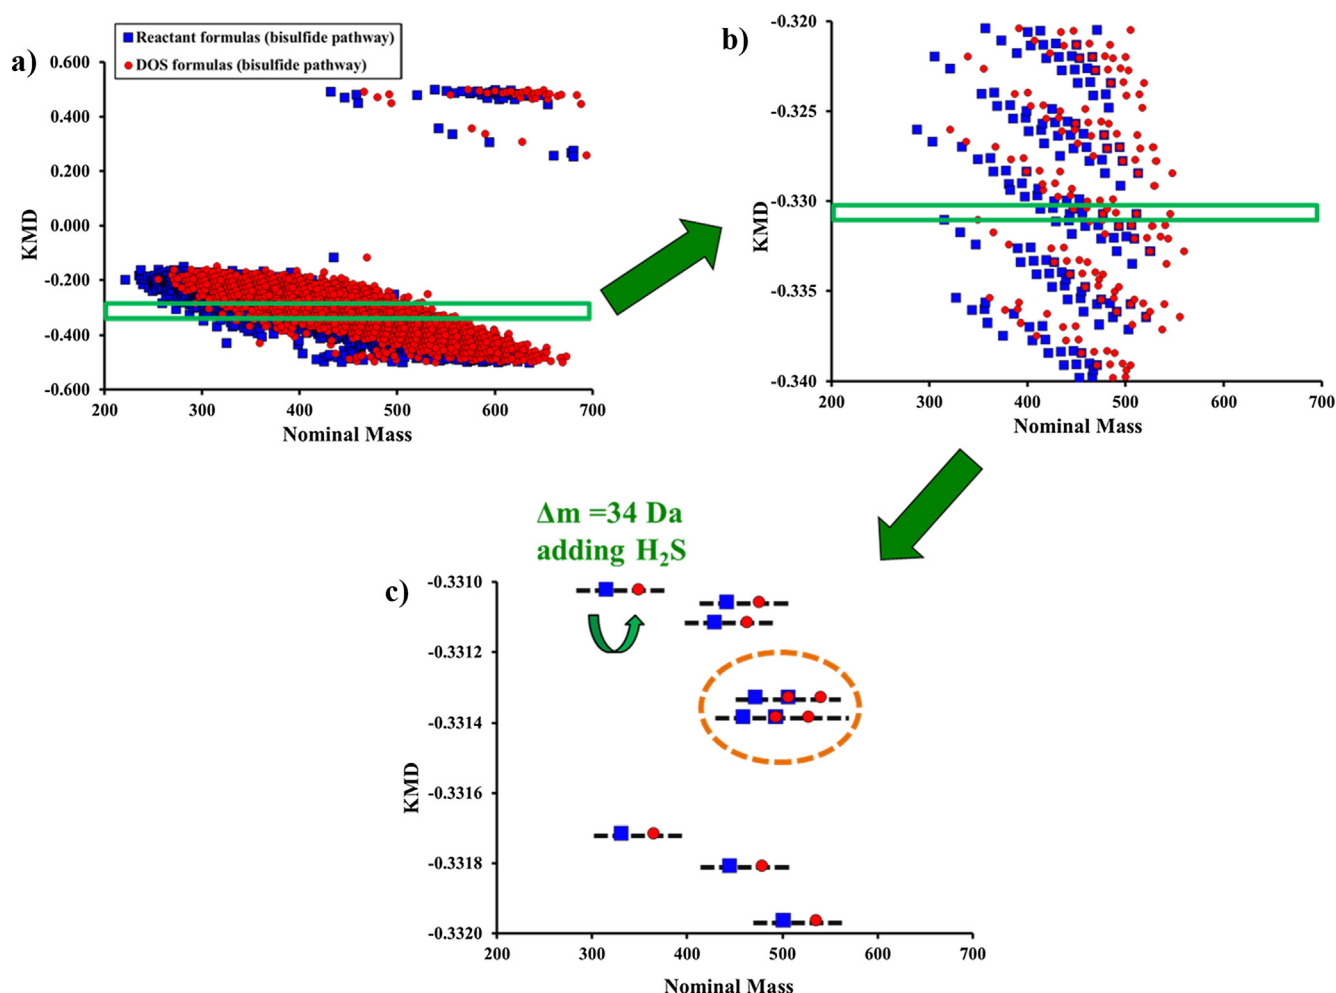 a)
Reactant formulas (bisulfide pathway)
DOS formulas (bisulfide pathway)
0.600
0.400
0.200
0.000
-0.200
-0.400
-0.600
KMD
200 300 400 500 600 700
Nominal Mass
b)
-0.320
-0.325
-0.330
-0.335
-0.340
KMD
200 300 400 500 600 700
Nominal Mass
Δm =34 Da
adding H₂S
c)
-0.3310
-0.3312
-0.3314
-0.3316
-0.3318
-0.3320
KMD
200 300 400 500 600 700
Nominal Mass